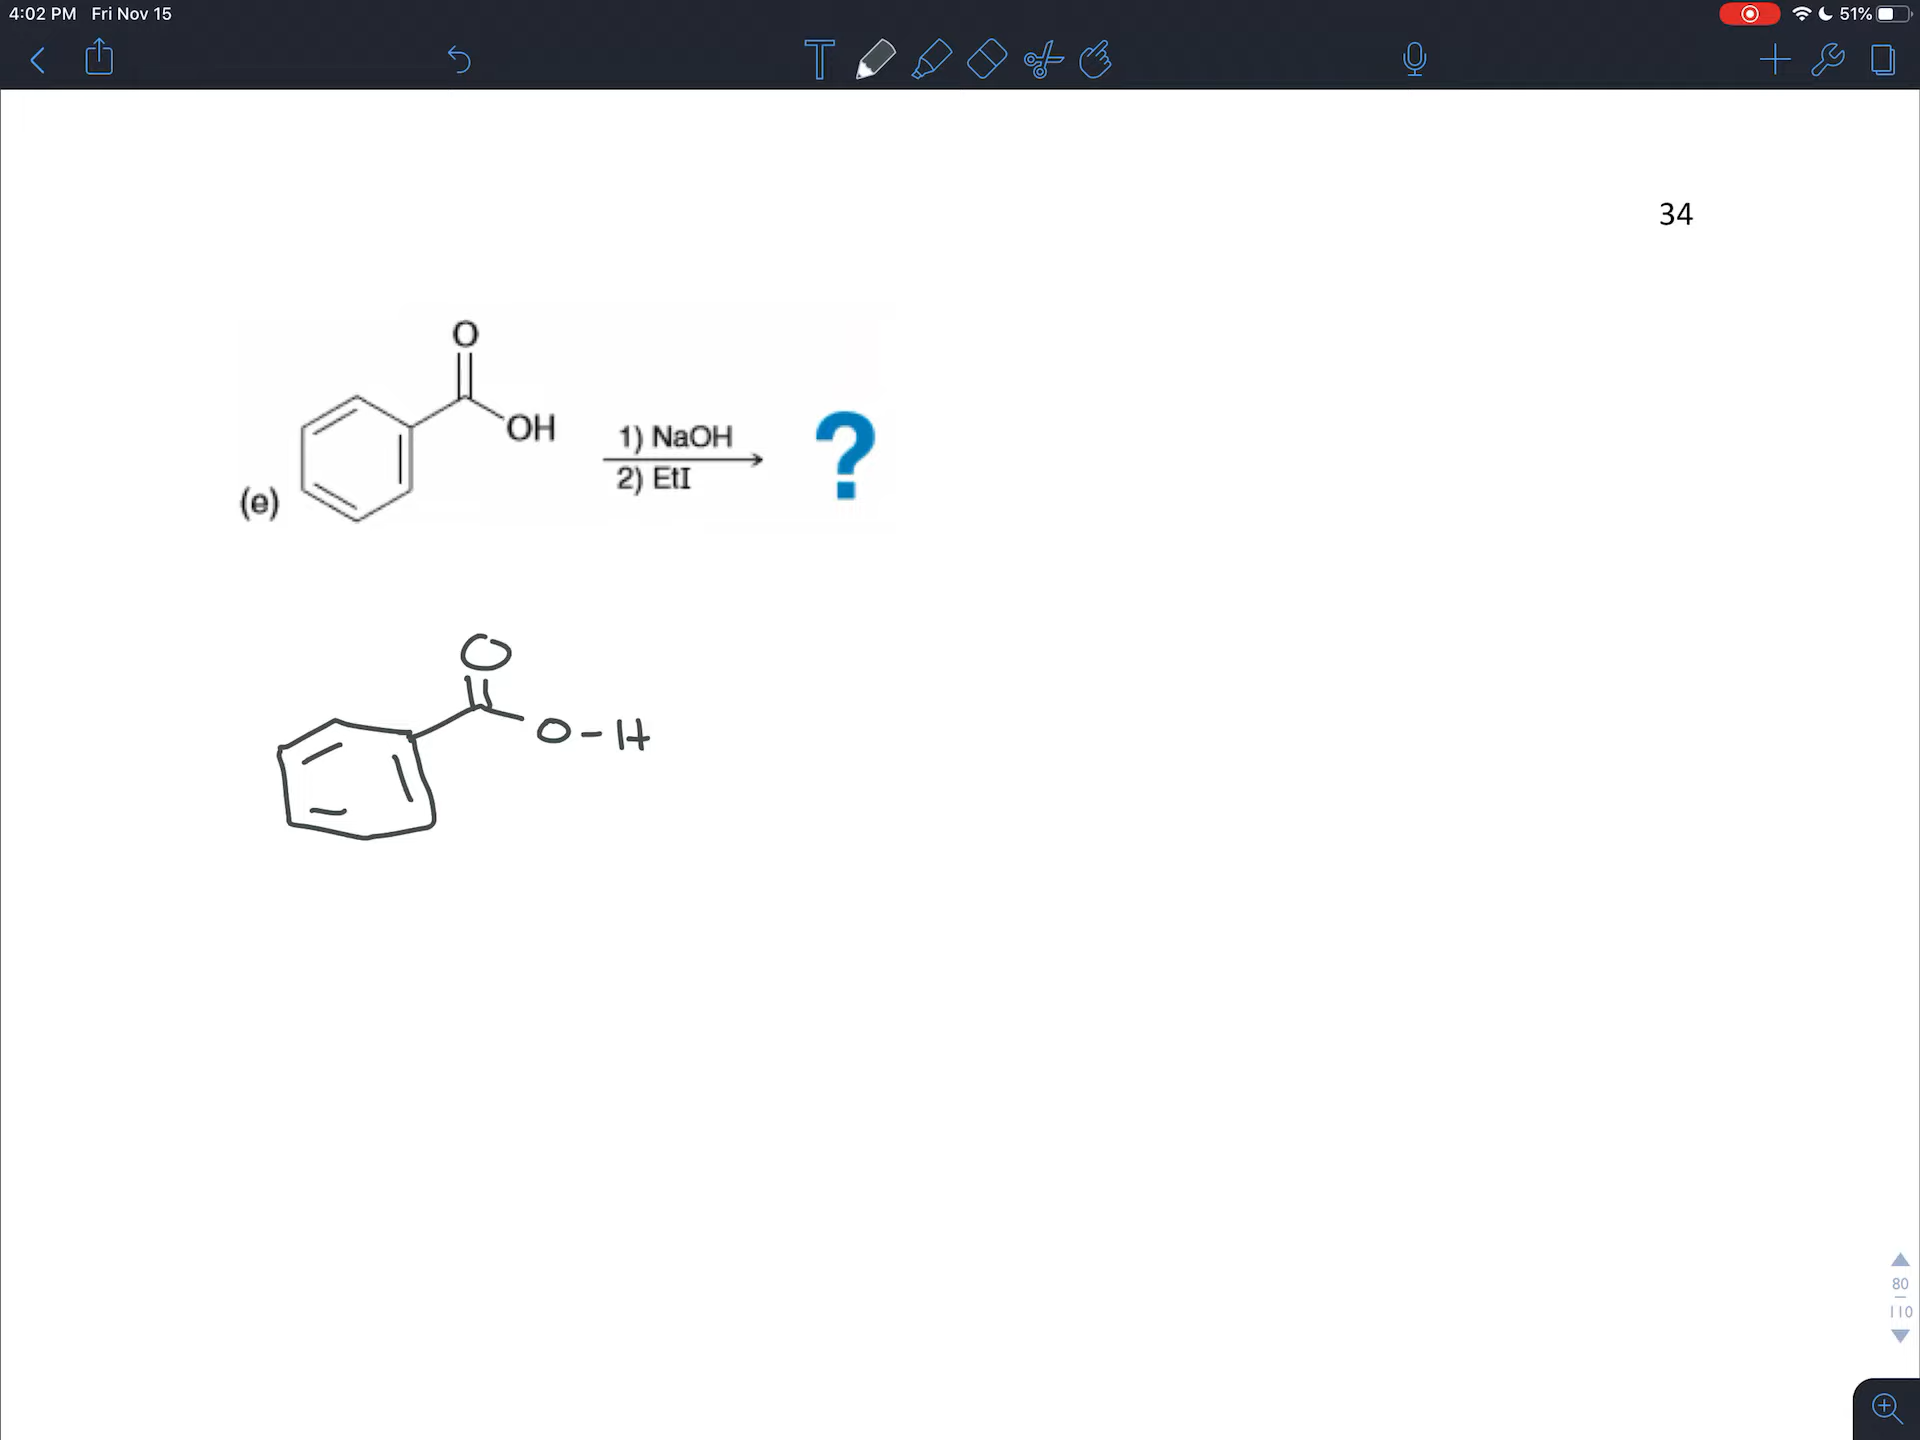 4:02 PM Fri Nov 15
51%
T
34
O
OH
1) NaOH
2) EtI
?
(e)
O
O-H
80
110